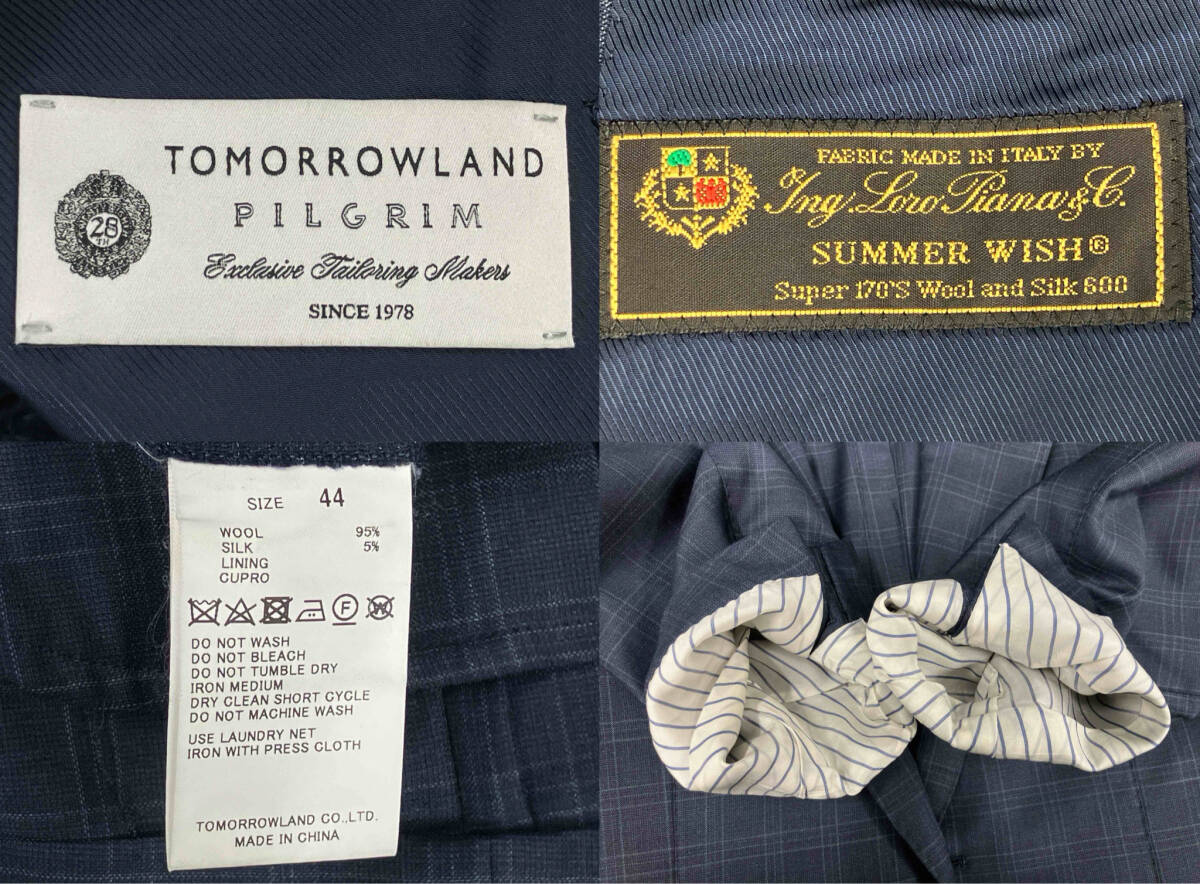 TOMORROWLAND
PILGRIM
28
TH
Exclusive Tailoring Makers
SINCE 1978
FABRIC MADE IN ITALY BY
Ing. Loro Piana & C.
SUMMER WISH®
Super 170'S Wool and Silk 600
SIZE 44
WOOL 95%
SILK 5%
LINING
CUPRO
F
W
DO NOT WASH
DO NOT BLEACH
DO NOT TUMBLE DRY
IRON MEDIUM
DRY CLEAN SHORT CYCLE
DO NOT MACHINE WASH
USE LAUNDRY NET
IRON WITH PRESS CLOTH
TOMORROWLAND CO.,LTD.
MADE IN CHINA